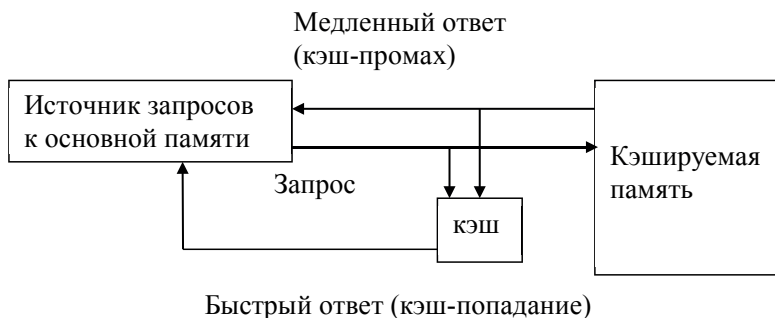 Медленный ответ
(кэш-промах)
Источник запросов
к основной памяти
Запрос
Кэшируемая
память
кэш
Быстрый ответ (кэш-попадание)